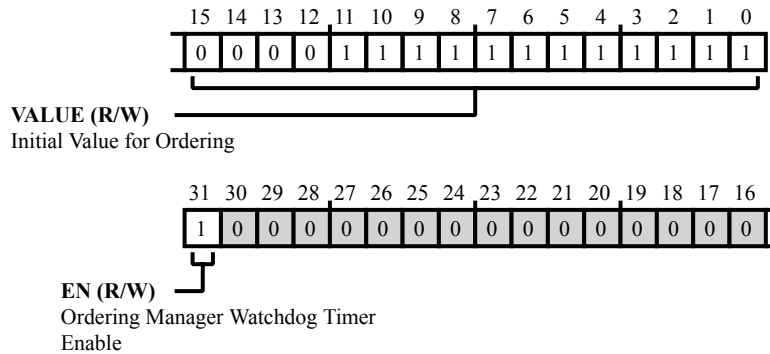 15 14 13 12 11 10 9 8 7 6 5 4 3 2 1 0
0 0 0 0 1 1 1 1 1 1 1 1 1 1 1 1
VALUE (R/W)
Initial Value for Ordering
31 30 29 28 27 26 25 24 23 22 21 20 19 18 17 16
1 0 0 0 0 0 0 0 0 0 0 0 0 0 0 0
EN (R/W)
Ordering Manager Watchdog Timer
Enable